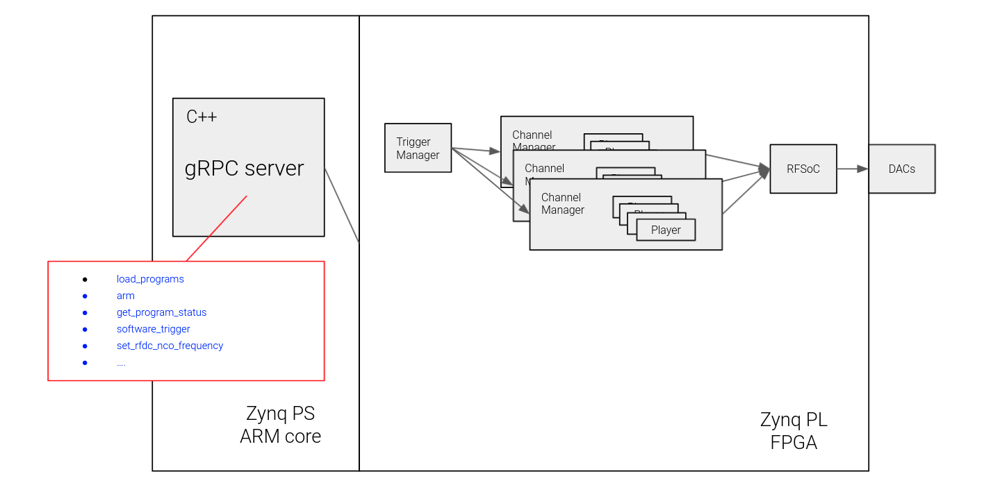 C++
gRPC server
load_programs
arm
get_program_status
software_trigger
set_rfdc_nco_frequency
....
Zynq PS
ARM core
Trigger
Manager
Channel
Manager
Channel
Channel
Manager
Player
RFSoC
DACs
Zynq PL
FPGA